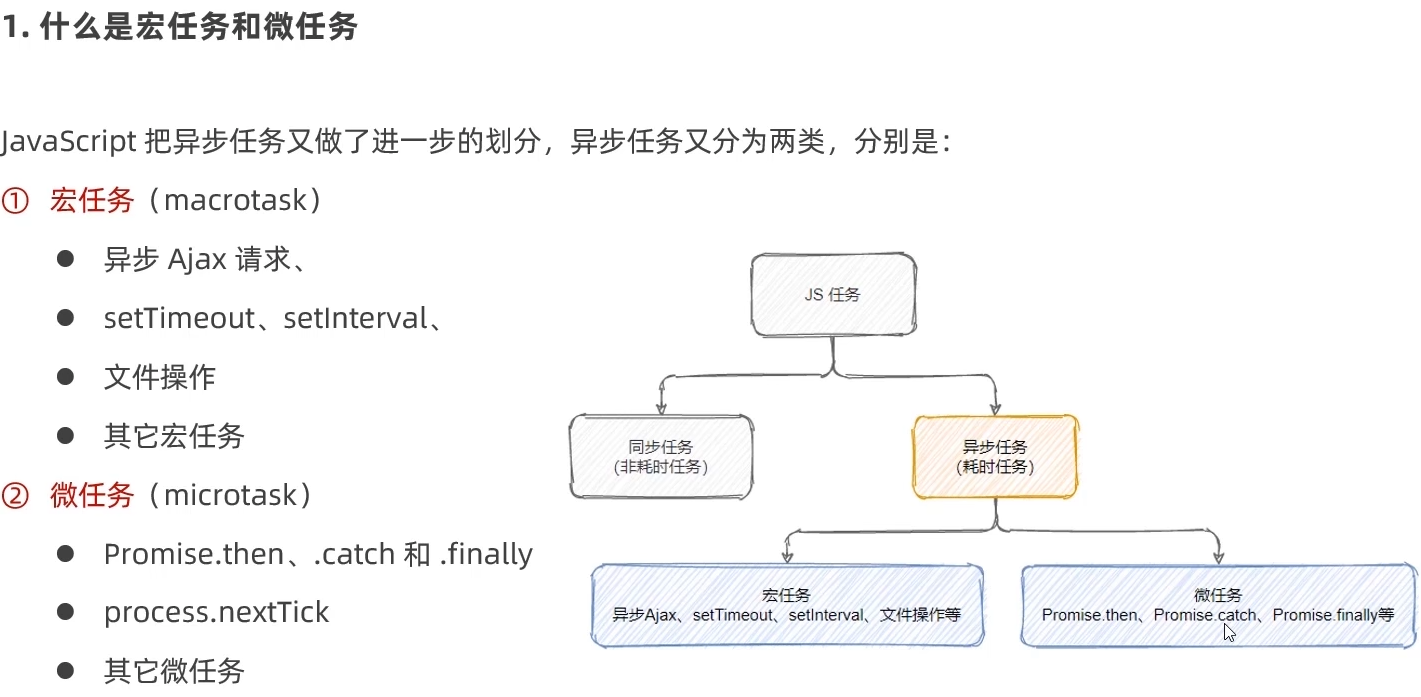 1. 什么是宏任务和微任务
JavaScript 把异步任务又做了进一步的划分，异步任务又分为两类，分别是：
① 宏任务（macrotask）
● 异步 Ajax 请求、
● setTimeout、setInterval、
● 文件操作
● 其它宏任务
② 微任务（microtask）
● Promise.then、.catch 和 .finally
● process.nextTick
● 其它微任务
JS 任务
同步任务
(非耗时任务)
异步任务
(耗时任务)
宏任务
异步Ajax、setTimeout、setInterval、文件操作等
微任务
Promise.then、Promise.catch、Promise.finally等